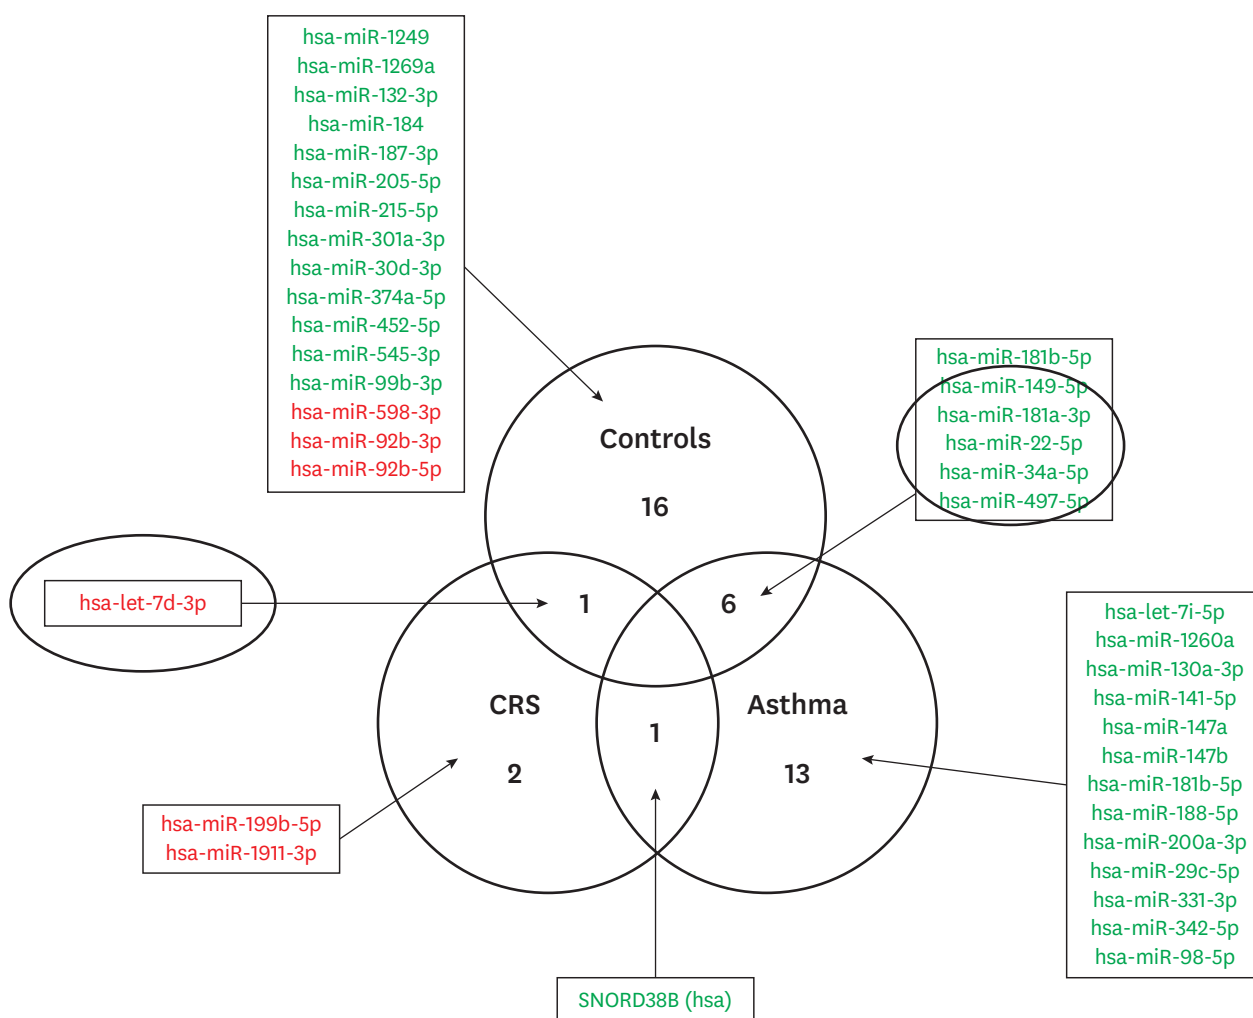 hsa-miR-1249
hsa-miR-1269a
hsa-miR-132-3p
hsa-miR-184
hsa-miR-187-3p
hsa-miR-205-5p
hsa-miR-215-5p
hsa-miR-301a-3p
hsa-miR-30d-3p
hsa-miR-374a-5p
hsa-miR-452-5p
hsa-miR-545-3p
hsa-miR-99b-3p
hsa-miR-598-3p
hsa-miR-92b-3p
hsa-miR-92b-5p
hsa-miR-181b-5p
hsa-miR-149-5p
hsa-miR-181a-3p
hsa-miR-22-5p
hsa-miR-34a-5p
hsa-miR-497-5p
Controls
16
hsa-let-7d-3p
1
6
CRS
2
1
Asthma
13
hsa-let-7i-5p
hsa-miR-1260a
hsa-miR-130a-3p
hsa-miR-141-5p
hsa-miR-147a
hsa-miR-147b
hsa-miR-181b-5p
hsa-miR-188-5p
hsa-miR-200a-3p
hsa-miR-29c-5p
hsa-miR-331-3p
hsa-miR-342-5p
hsa-miR-98-5p
hsa-miR-199b-5p
hsa-miR-1911-3p
SNORD38B (hsa)